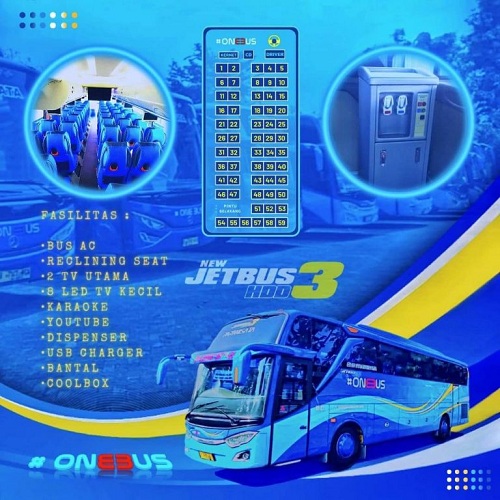 #ONEBUS
KERNET CD DRIVER
1 2 3 4 5
6 7 8 9 10
11 12 13 14 15
16 17 18 19 20
21 22 23 24 25
26 27 28 29 30
31 32 33 34 35
36 37 38 39 40
41 42 43 44 45
46 47 48 49 50
PINTU BELAKANG 51 52 53
54 55 56 57 58 59
FASILITAS :
•BUS AC
•RECLINING SEAT
•2 TV UTAMA
•8 LED TV KECIL
•KARAOKE
•YOUTUBE
•DISPENSER
•USB CHARGER
•BANTAL
•COOLBOX
NEW
JETBUS 3
HDD
#ONEBUS
# ONEBUS